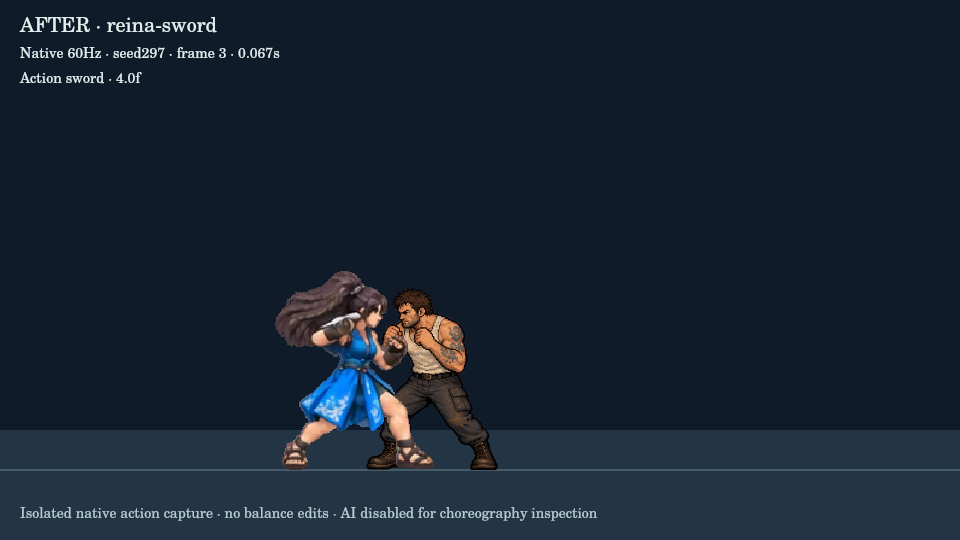 AFTER · reina-sword
Native 60Hz · seed297 · frame 3 · 0.067s
Action sword · 4.0f
Isolated native action capture · no balance edits · AI disabled for choreography inspection